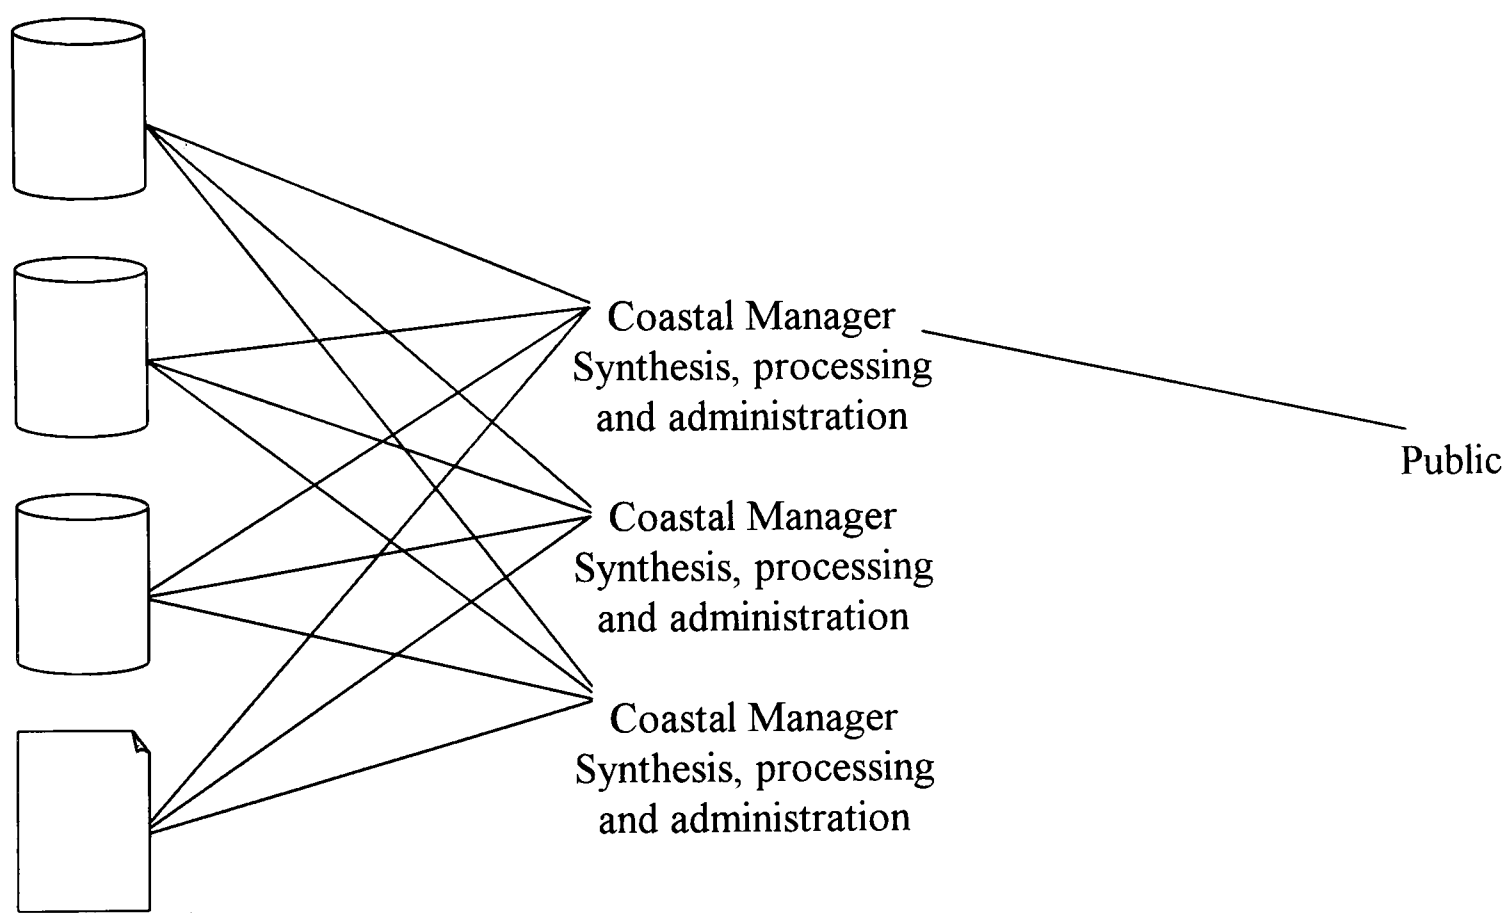 Coastal Manager
Synthesis, processing
and administration
Public
Coastal Manager
Synthesis, processing
and administration
Coastal Manager
Synthesis, processing
and administration